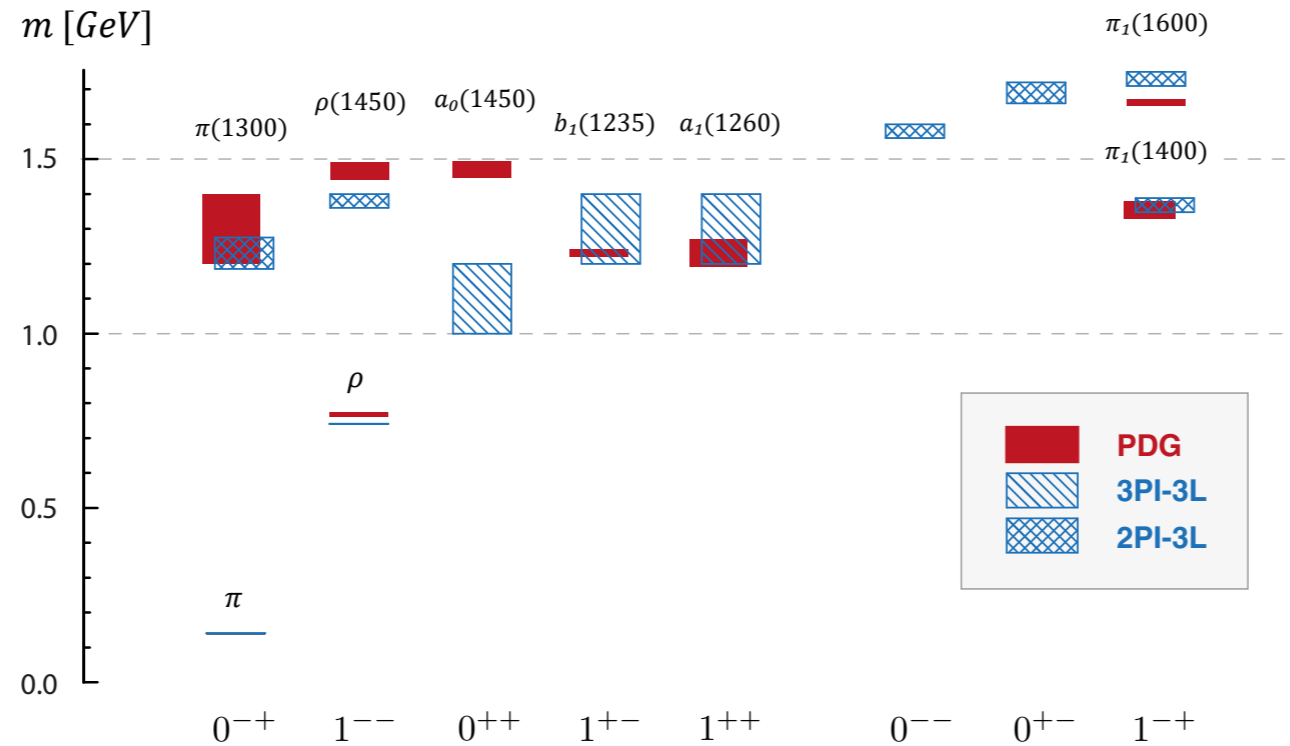 m [GeV]
π₁(1600)
ρ(1450)
a₀(1450)
π(1300)
b₁(1235)
a₁(1260)
1.5
π₁(1400)
1.0
ρ
PDG
3PI-3L
0.5
2PI-3L
π
0.0
0⁻⁺ 1⁻⁻ 0⁺⁺ 1⁺⁻ 1⁺⁺ 0⁻⁻ 0⁺⁻ 1⁻⁺